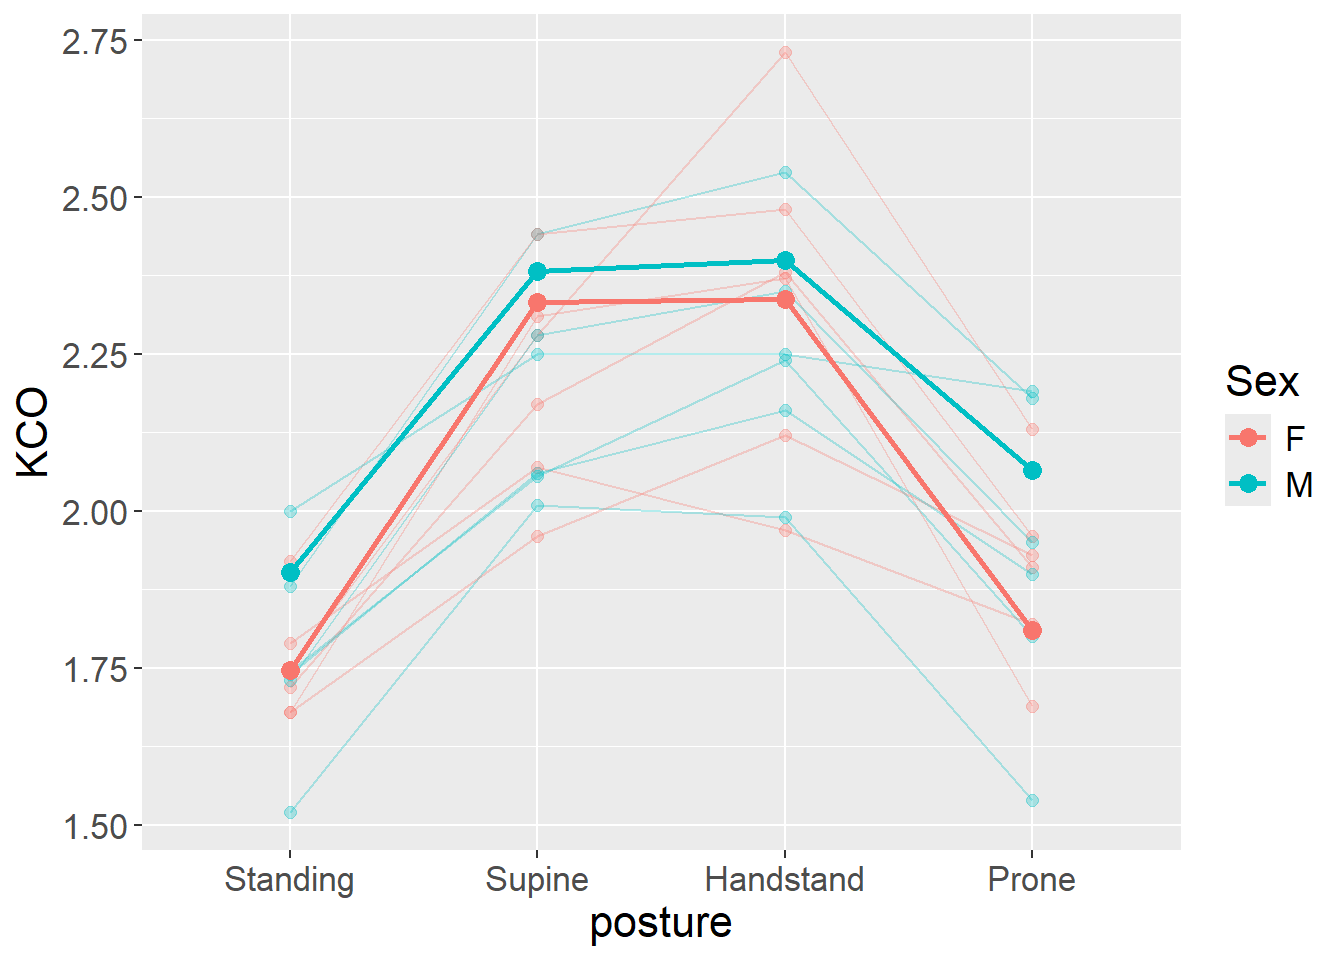 2.75
2.50
2.25
2.00
1.75
1.50
KCO
Standing Supine Handstand Prone
posture
Sex
F
M